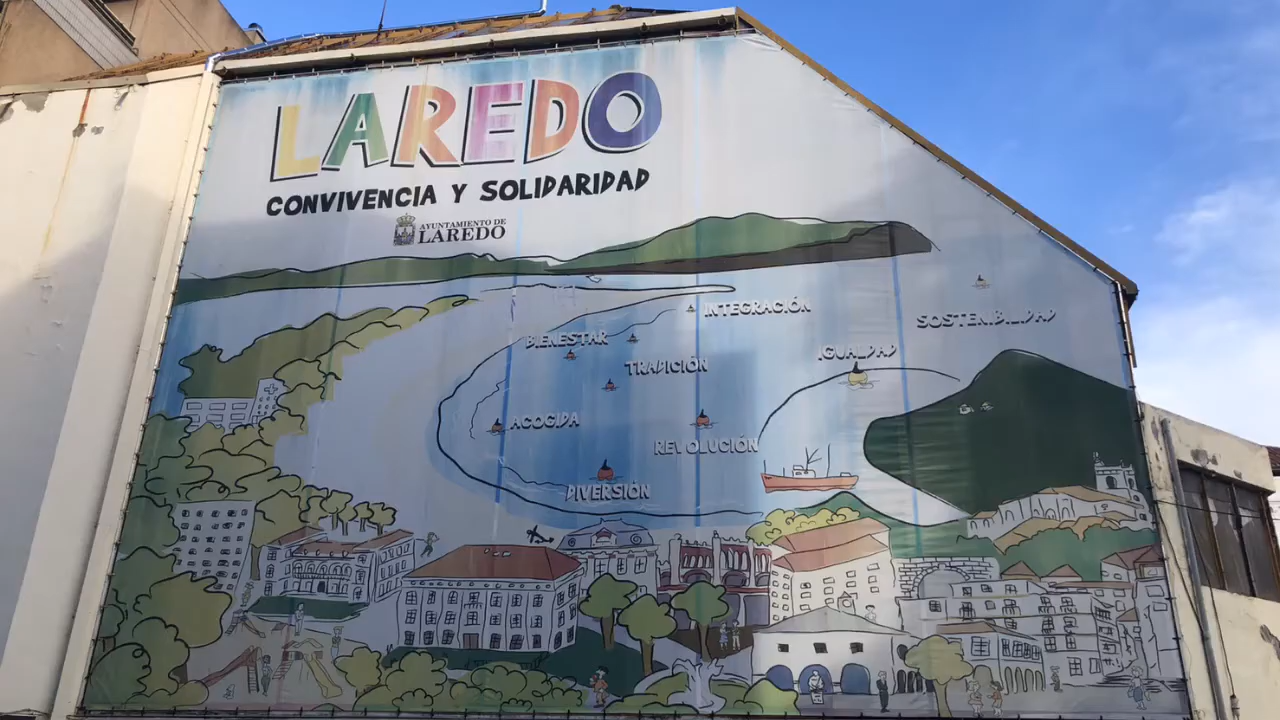 LAREDO
CONVIVENCIA Y SOLIDARIDAD
AYUNTAMIENTO DE
LAREDO
INTEGRACIÓN
SOSTENIBILIDAD
BIENESTAR
IGUALDAD
TRADICIÓN
ACOGIDA
REVOLUCIÓN
DIVERSIÓN